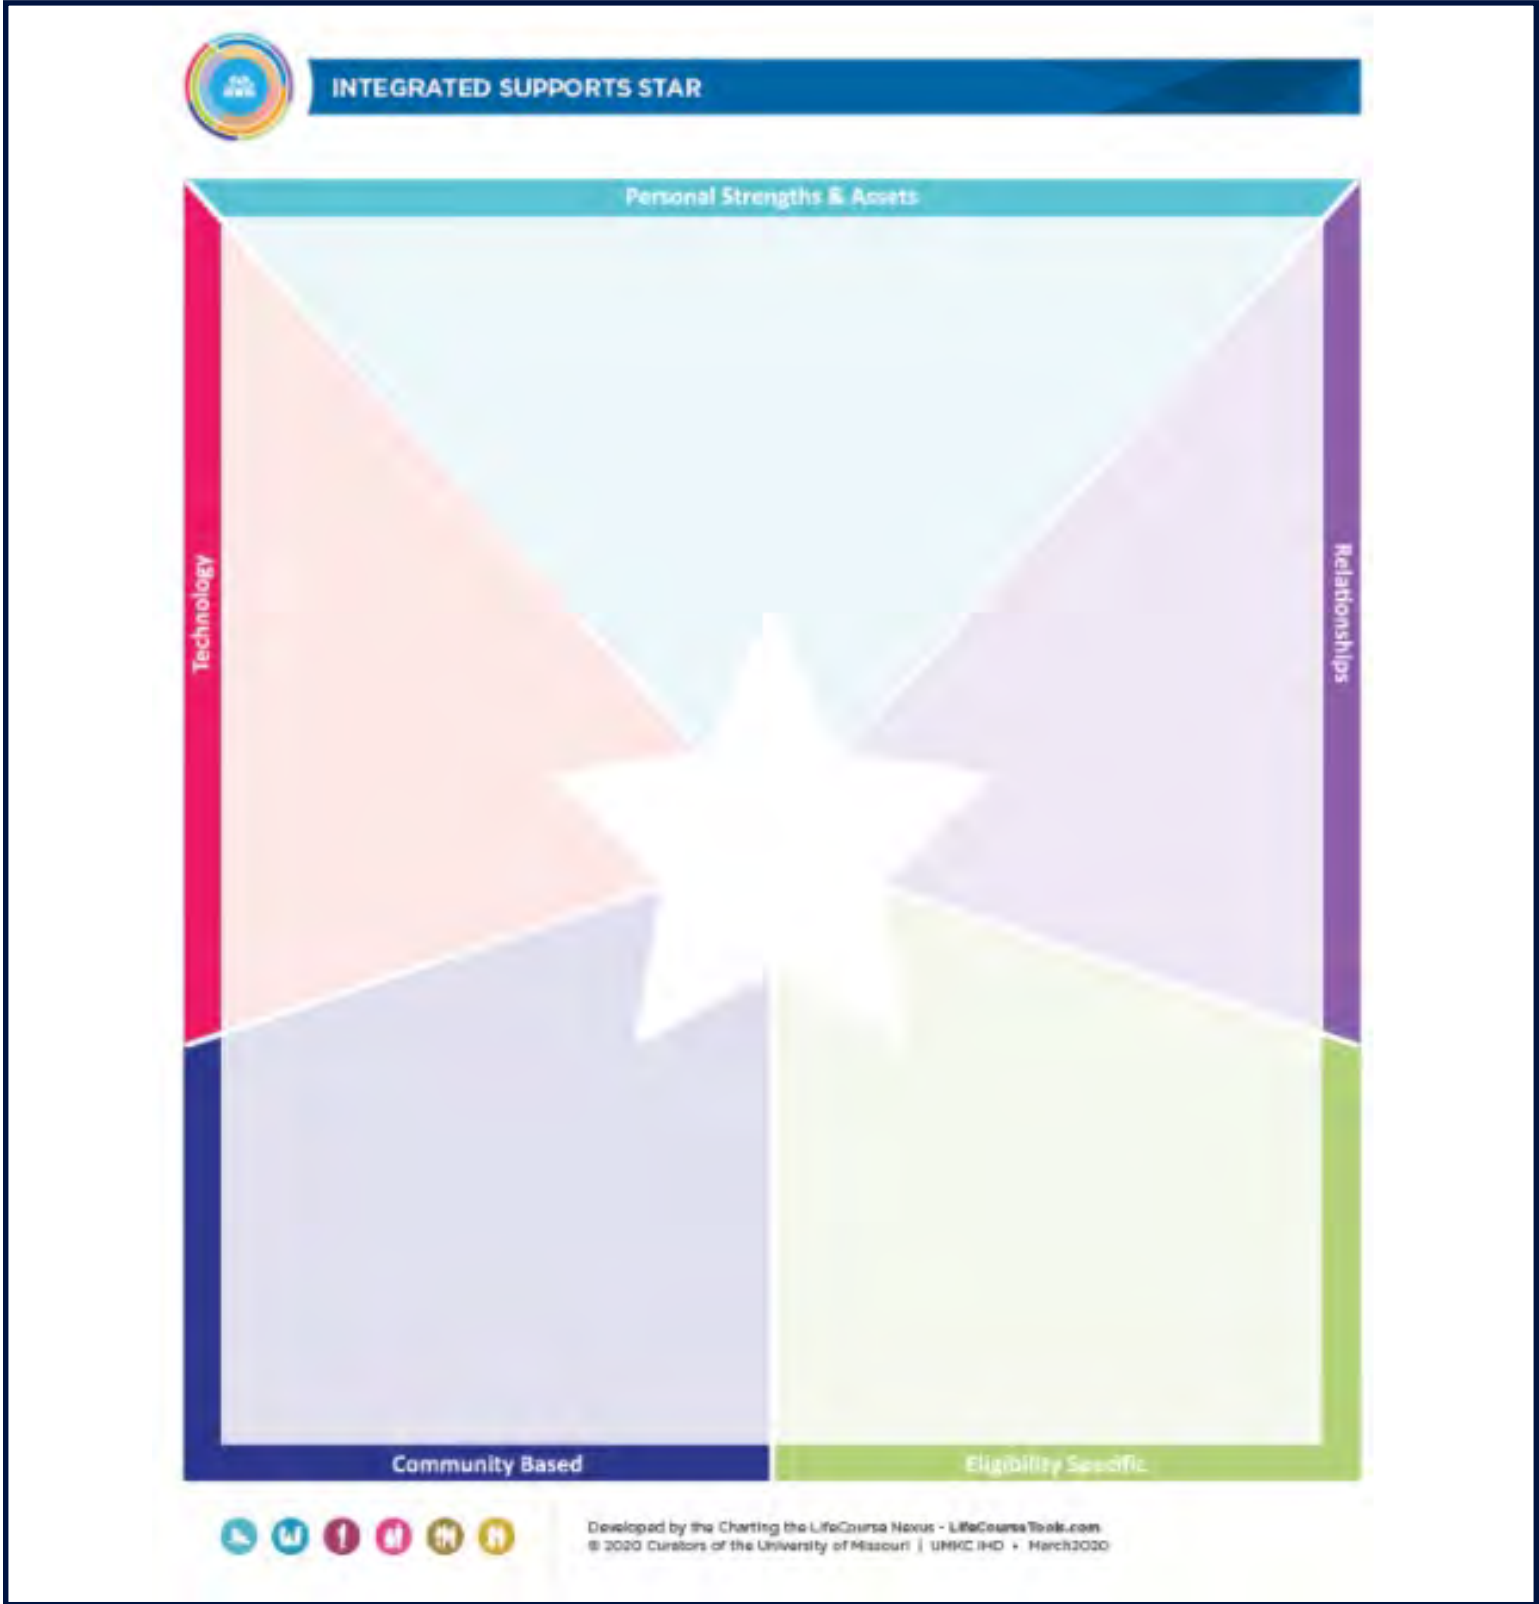 INTEGRATED SUPPORTS STAR
Personal Strengths & Assets
Technology
Relationships
Community Based
Eligibility Specific
Developed by the Charting the LifeCourse Nexus - LifeCourseTools.com
© 2020 Curators of the University of Missouri | UMKC IHD • March2020